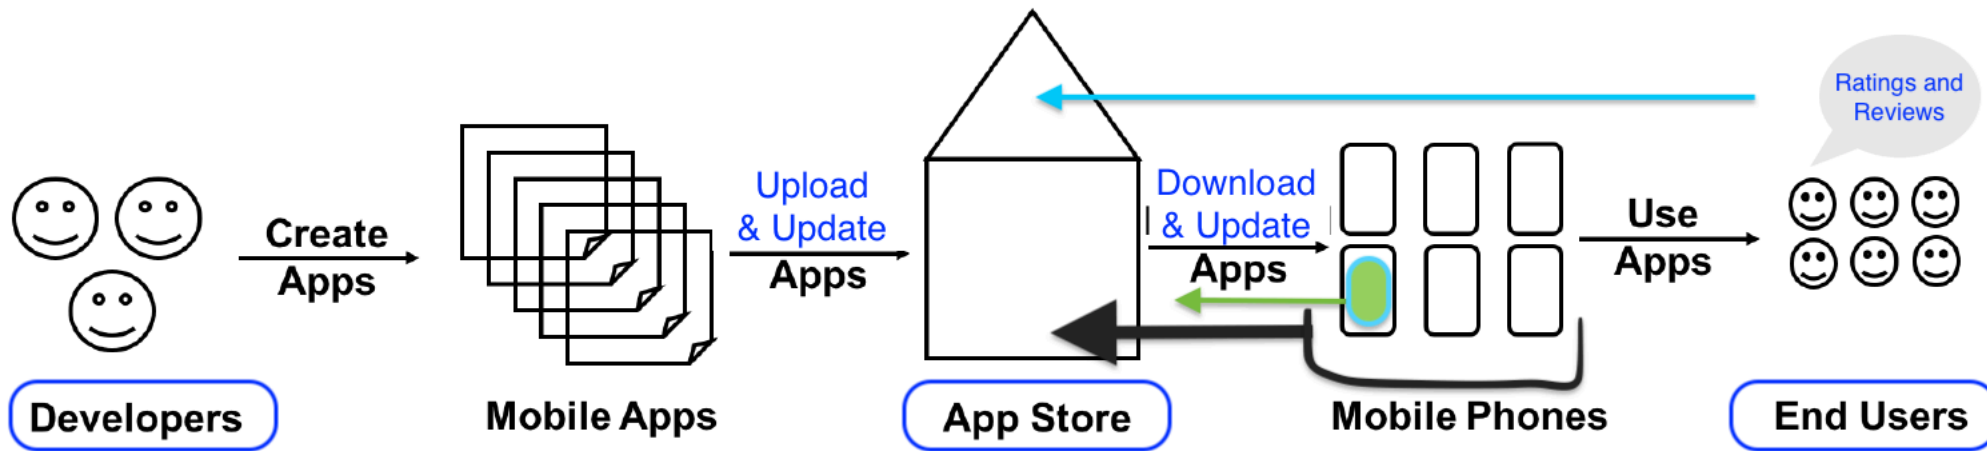 Ratings and
Reviews
Create
Apps
Upload
& Update
Apps
Download
& Update
Apps
Use
Apps
Developers
Mobile Apps
App Store
Mobile Phones
End Users